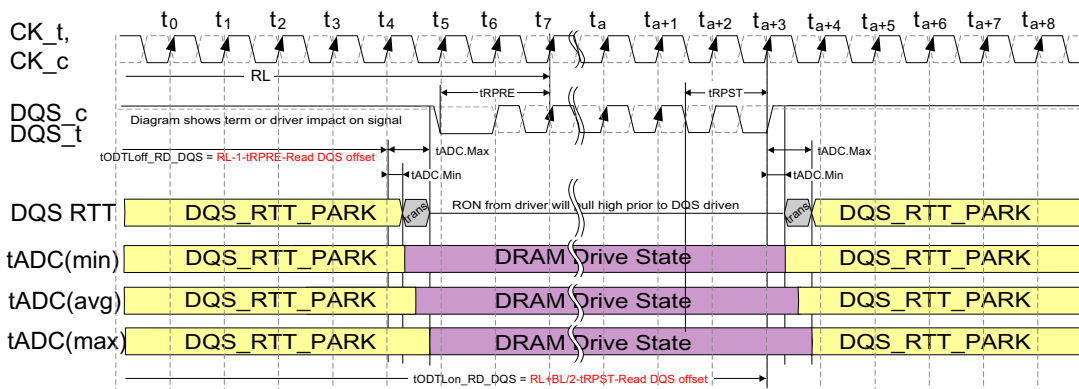 t0 t1 t2 t3 t4 t5 t6 t7 ta ta+1 ta+2 ta+3 ta+4 ta+5 ta+6 ta+7 ta+8
CK_t,
CK_c
RL
tRPRE tRPST
DQS_c
DQS_t
Diagram shows term or driver impact on signal
tODTLoff_RD_DQS = RL-1-tRPRE-Read DQS offset
tADC.Max tADC.Max
tADC.Min tADC.Min
DQS RTT DQS_RTT_PARK trans RON from driver will pull high prior to DQS driven trans DQS_RTT_PARK
tADC(min) DQS_RTT_PARK DRAM Drive State DQS_RTT_PARK
tADC(avg) DQS_RTT_PARK DRAM Drive State DQS_RTT_PARK
tADC(max) DQS_RTT_PARK DRAM Drive State DQS_RTT_PARK
tODTLon_RD_DQS = RL+BL/2-tRPST-Read DQS offset